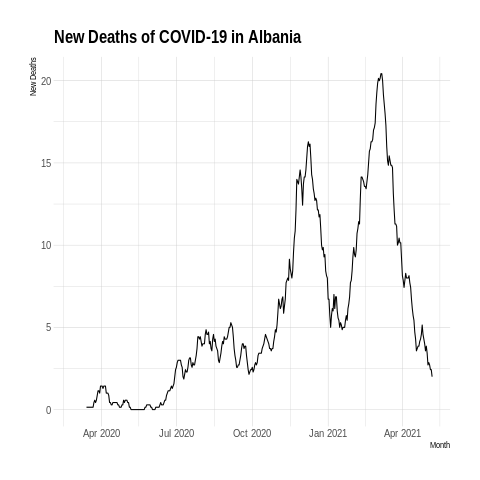 New Deaths of COVID-19 in Albania
New Deaths
20
15
10
5
0
Apr 2020 Jul 2020 Oct 2020 Jan 2021 Apr 2021
Month